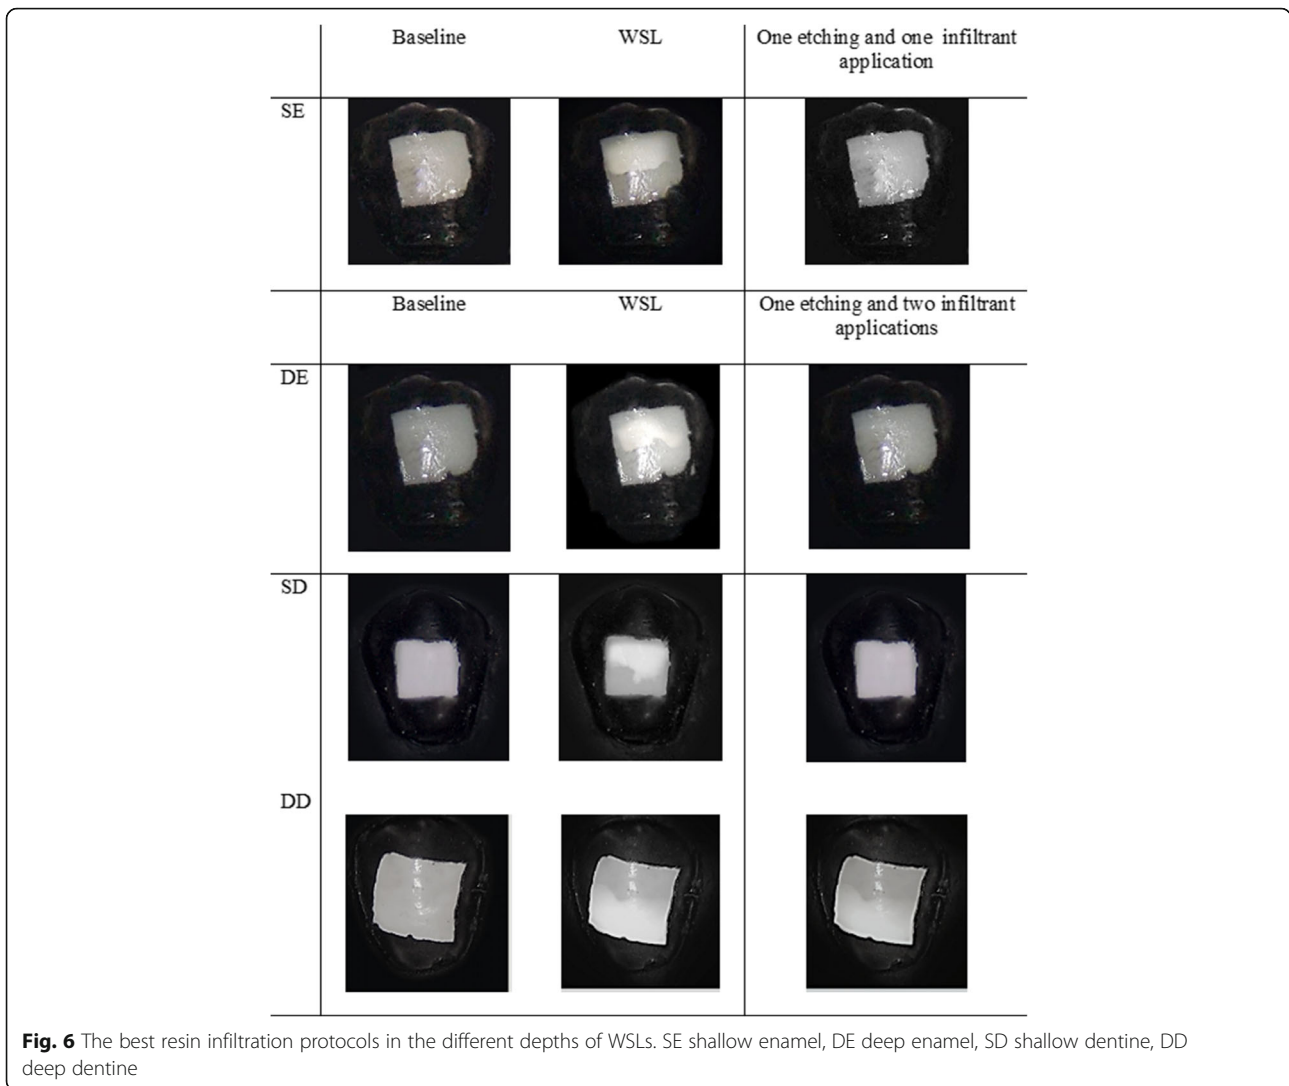 Baseline
WSL
One etching and one infiltrant
application
SE
Baseline
WSL
One etching and two infiltrant
applications
DE
SD
DD
Fig. 6 The best resin infiltration protocols in the different depths of WSLs. SE shallow enamel, DE deep enamel, SD shallow dentine, DD
deep dentine